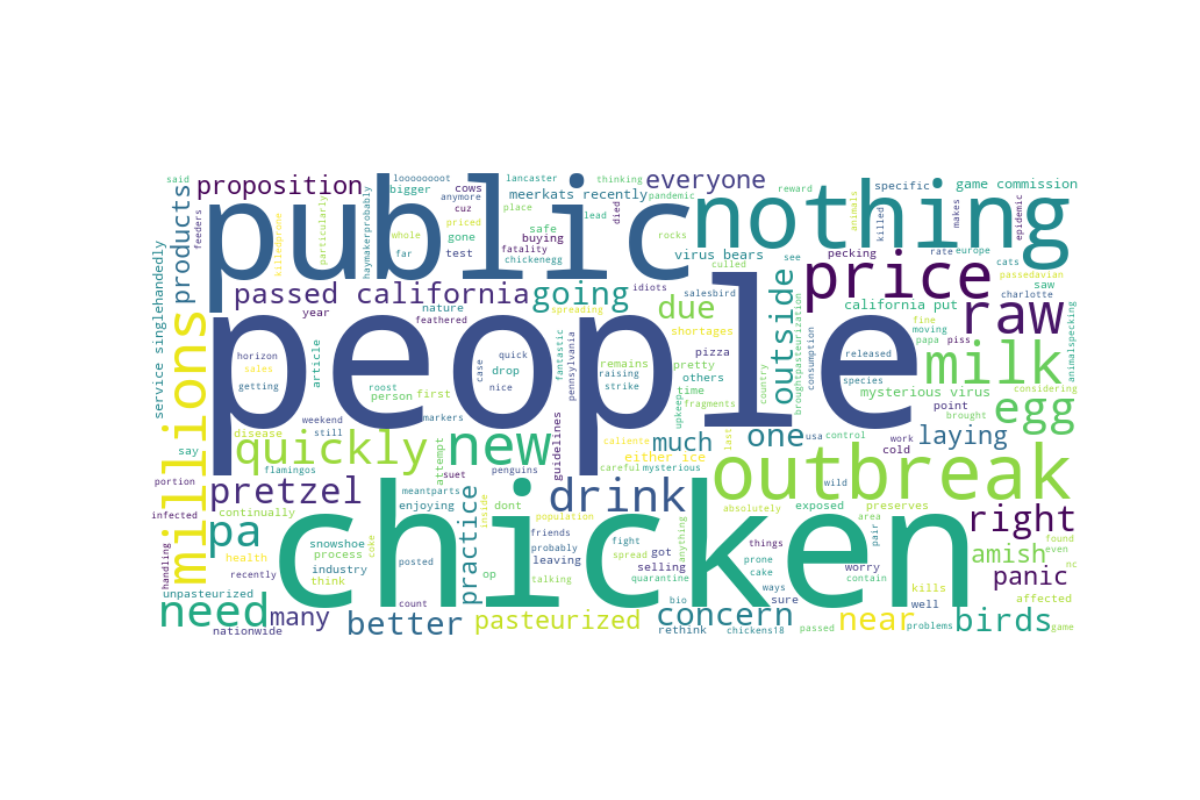 said
loooooooot
lancaster
thinking
everyone
reward
specific
game commission
proposition
bigger
cows
meerkats recently
pandemic
products
feeders
killedprone
particularly
haymakerprobably
public
anymore
cuz
place
lead
died
nothing
animals
killed
makes
epidemic
priced
safe
whole
gone
buying
rocks
far
test
fatality
virus bears
see
pecking
rate
europe
chickenegg
culled
price
cats
passedavian
passed california
going
idiots
salesbird
outside
saw
charlotte
nature
due
california put
raw
year
feathered
spreading
fine
moving
papa
piss
service singlehandedly
millions
people
shortages
article
horizon
quick
fantastic
pennsylvania
pizza
country
broughtpasteurization
consumption
released
milk
animalspecking
sales
case
drop
remains
pretty
getting
roost
person
nice
raising
others
species
mysterious virus
considering
first
strike
time
upkeep
fragments
point
brought
egg
weekend
markers
still
disease
guidelines
caliente
much
last
one
usa
control
work
laying
say
quickly
new
either ice
cold
attempt
flamingos
penguins
careful
mysterious
outbreak
portion
suet
wild
pretzel
meantparts
dont
drink
absolutely
exposed
preserves
right
infected
continually
enjoying
practice
inside
population
area
pa
snowshoe
chicken
friends
fight
anything
things
pair
found
process
coke
probably
spread
got
amish
even
handling
health
industry
posted
op
leaving
selling
prone
worry
nc
recently
think
talking
quarantine
cake
contain
panic
unpasteurized
bio
ways
sure
kills
well
affected
need
many
count
better
pasteurized
concern
near
birds
nationwide
rethink
chickens18
passed
problems
game